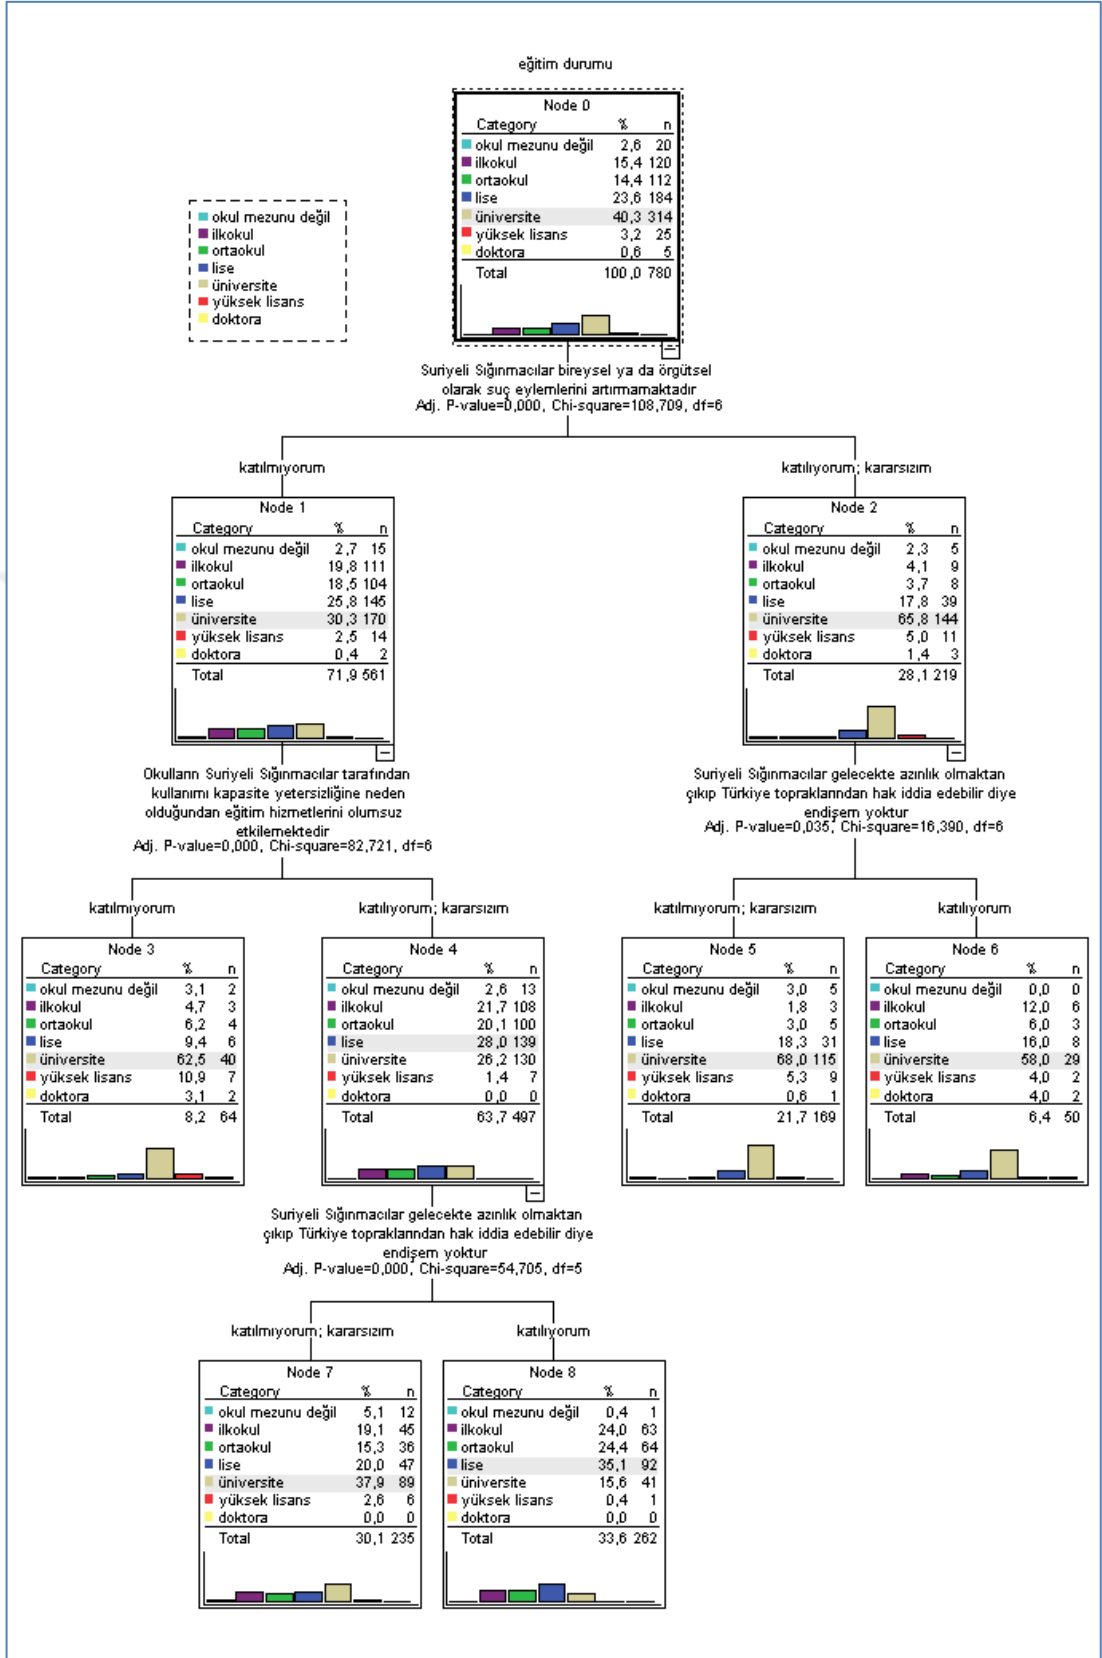 eğitim durumu
Node 0
Category % n
okul mezunu değil 2,6 20
ilkokul 15,4 120
ortaokul 14,4 112
lise 23,6 184
üniversite 40,3 314
yüksek lisans 3,2 25
doktora 0,6 5
Total 100,0 780
okul mezunu değil
ilkokul
ortaokul
lise
üniversite
yüksek lisans
doktora
Suriyeli Sığınmacılar bireysel ya da örgütsel
olarak suç eylemlerini artırmamaktadır
Adj. P-value=0,000, Chi-square=108,709, df=6
katılmıyorum
katılıyorum; kararsızım
Node 1
Category % n
okul mezunu değil 2,7 15
ilkokul 19,8 111
ortaokul 18,5 104
lise 25,8 145
üniversite 30,3 170
yüksek lisans 2,5 14
doktora 0,4 2
Total 71,9 561
Node 2
Category % n
okul mezunu değil 2,3 5
ilkokul 4,1 9
ortaokul 3,7 8
lise 17,8 39
üniversite 65,8 144
yüksek lisans 5,0 11
doktora 1,4 3
Total 28,1 219
Okulların Suriyeli Sığınmacılar tarafından
kullanımı kapasite yetersizliğine neden
olduğundan eğitim hizmetlerini olumsuz
etkilemektedir
Adj. P-value=0,000, Chi-square=82,721, df=6
Suriyeli Sığınmacılar gelecekte azınlık olmaktan
çıkıp Türkiye topraklarından hak iddia edebilir diye
endişem yoktur
Adj. P-value=0,035, Chi-square=16,390, df=6
katılmıyorum
katılıyorum; kararsızım
katılmıyorum; kararsızım
katılıyorum
Node 3
Category % n
okul mezunu değil 3,1 2
ilkokul 4,7 3
ortaokul 6,2 4
lise 9,4 6
üniversite 62,5 40
yüksek lisans 10,9 7
doktora 3,1 2
Total 8,2 64
Node 4
Category % n
okul mezunu değil 2,6 13
ilkokul 21,7 108
ortaokul 20,1 100
lise 28,0 139
üniversite 26,2 130
yüksek lisans 1,4 7
doktora 0,0 0
Total 63,7 497
Node 5
Category % n
okul mezunu değil 3,0 5
ilkokul 1,8 3
ortaokul 3,0 5
lise 18,3 31
üniversite 68,0 115
yüksek lisans 5,3 9
doktora 0,6 1
Total 21,7 169
Node 6
Category % n
okul mezunu değil 0,0 0
ilkokul 12,0 6
ortaokul 6,0 3
lise 16,0 8
üniversite 58,0 29
yüksek lisans 4,0 2
doktora 4,0 2
Total 6,4 50
Suriyeli Sığınmacılar gelecekte azınlık olmaktan
çıkıp Türkiye topraklarından hak iddia edebilir diye
endişem yoktur
Adj. P-value=0,000, Chi-square=54,705, df=5
katılmıyorum; kararsızım
katılıyorum
Node 7
Category % n
okul mezunu değil 5,1 12
ilkokul 19,1 45
ortaokul 15,3 36
lise 20,0 47
üniversite 37,9 89
yüksek lisans 2,6 6
doktora 0,0 0
Total 30,1 235
Node 8
Category % n
okul mezunu değil 0,4 1
ilkokul 24,0 63
ortaokul 24,4 64
lise 35,1 92
üniversite 15,6 41
yüksek lisans 0,4 1
doktora 0,0 0
Total 33,6 262